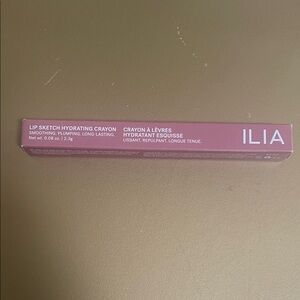 LIP SKETCH HYDRATING CRAYON
SMOOTHING. PLUMPING. LONG-LASTING.
Net wt. 0.08 oz. | 2.3g
CRAYON À LÈVRES
HYDRATANT ESQUISSE
LISSANT. REPULPANT. LONGUE TENUE.
ILIA